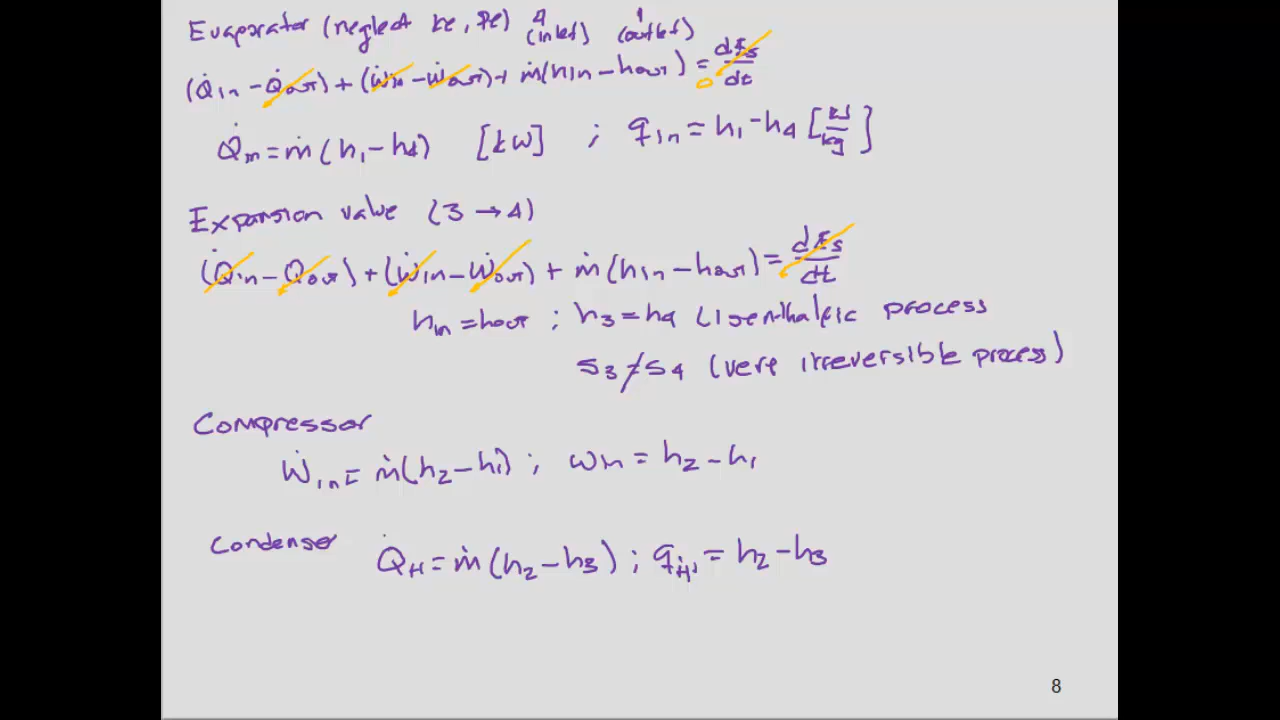 Evaporator (neglect ke, pe) 4 (inlet) 1 (outlet)
(Q̇in - Q̇out) + (Ẇin - Ẇout) + ṁ(hin - hout) = dEs/dt 0
Q̇in = ṁ(h1 - h4) [kW] ; qin = h1 - h4 [kJ/kg]
Expansion valve (3 → 4)
(Q̇in - Q̇out) + (Ẇin - Ẇout) + ṁ(hin - hout) = dEs/dt
hin = hout ; h3 = h4 (isenthalpic process
s3 ≠ s4 (very irreversible process)
Compressor
Ẇin = ṁ(h2 - h1) ; win = h2 - h1
Condenser Q̇H = ṁ(h2 - h3) ; qH = h2 - h3
8